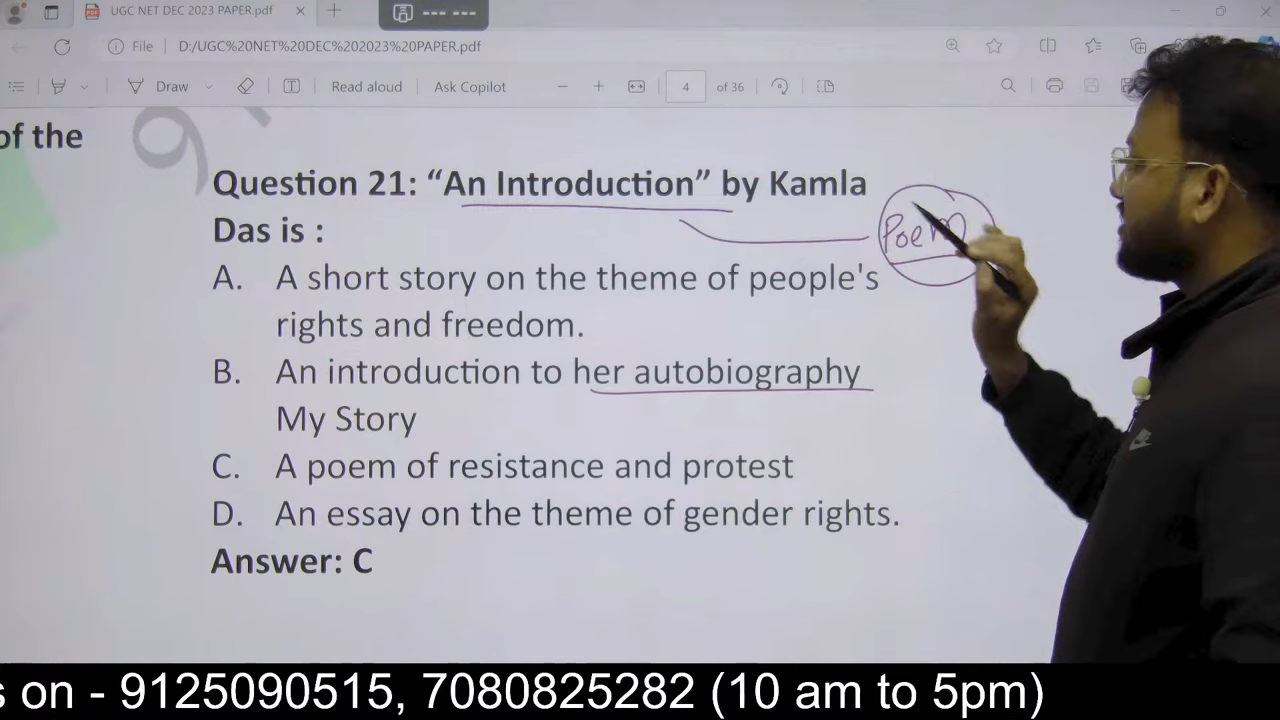 UGC NET DEC 2023 PAPER.pdf
File D:/UGC%20NET%20DEC%202023%20PAPER.pdf
Draw Read aloud Ask Copilot 4 of 36
of the
Question 21: “An Introduction” by Kamla
Das is :
Poem
A. A short story on the theme of people's
rights and freedom.
B. An introduction to her autobiography
My Story
C. A poem of resistance and protest
D. An essay on the theme of gender rights.
Answer: C
s on - 9125090515, 7080825282 (10 am to 5pm)